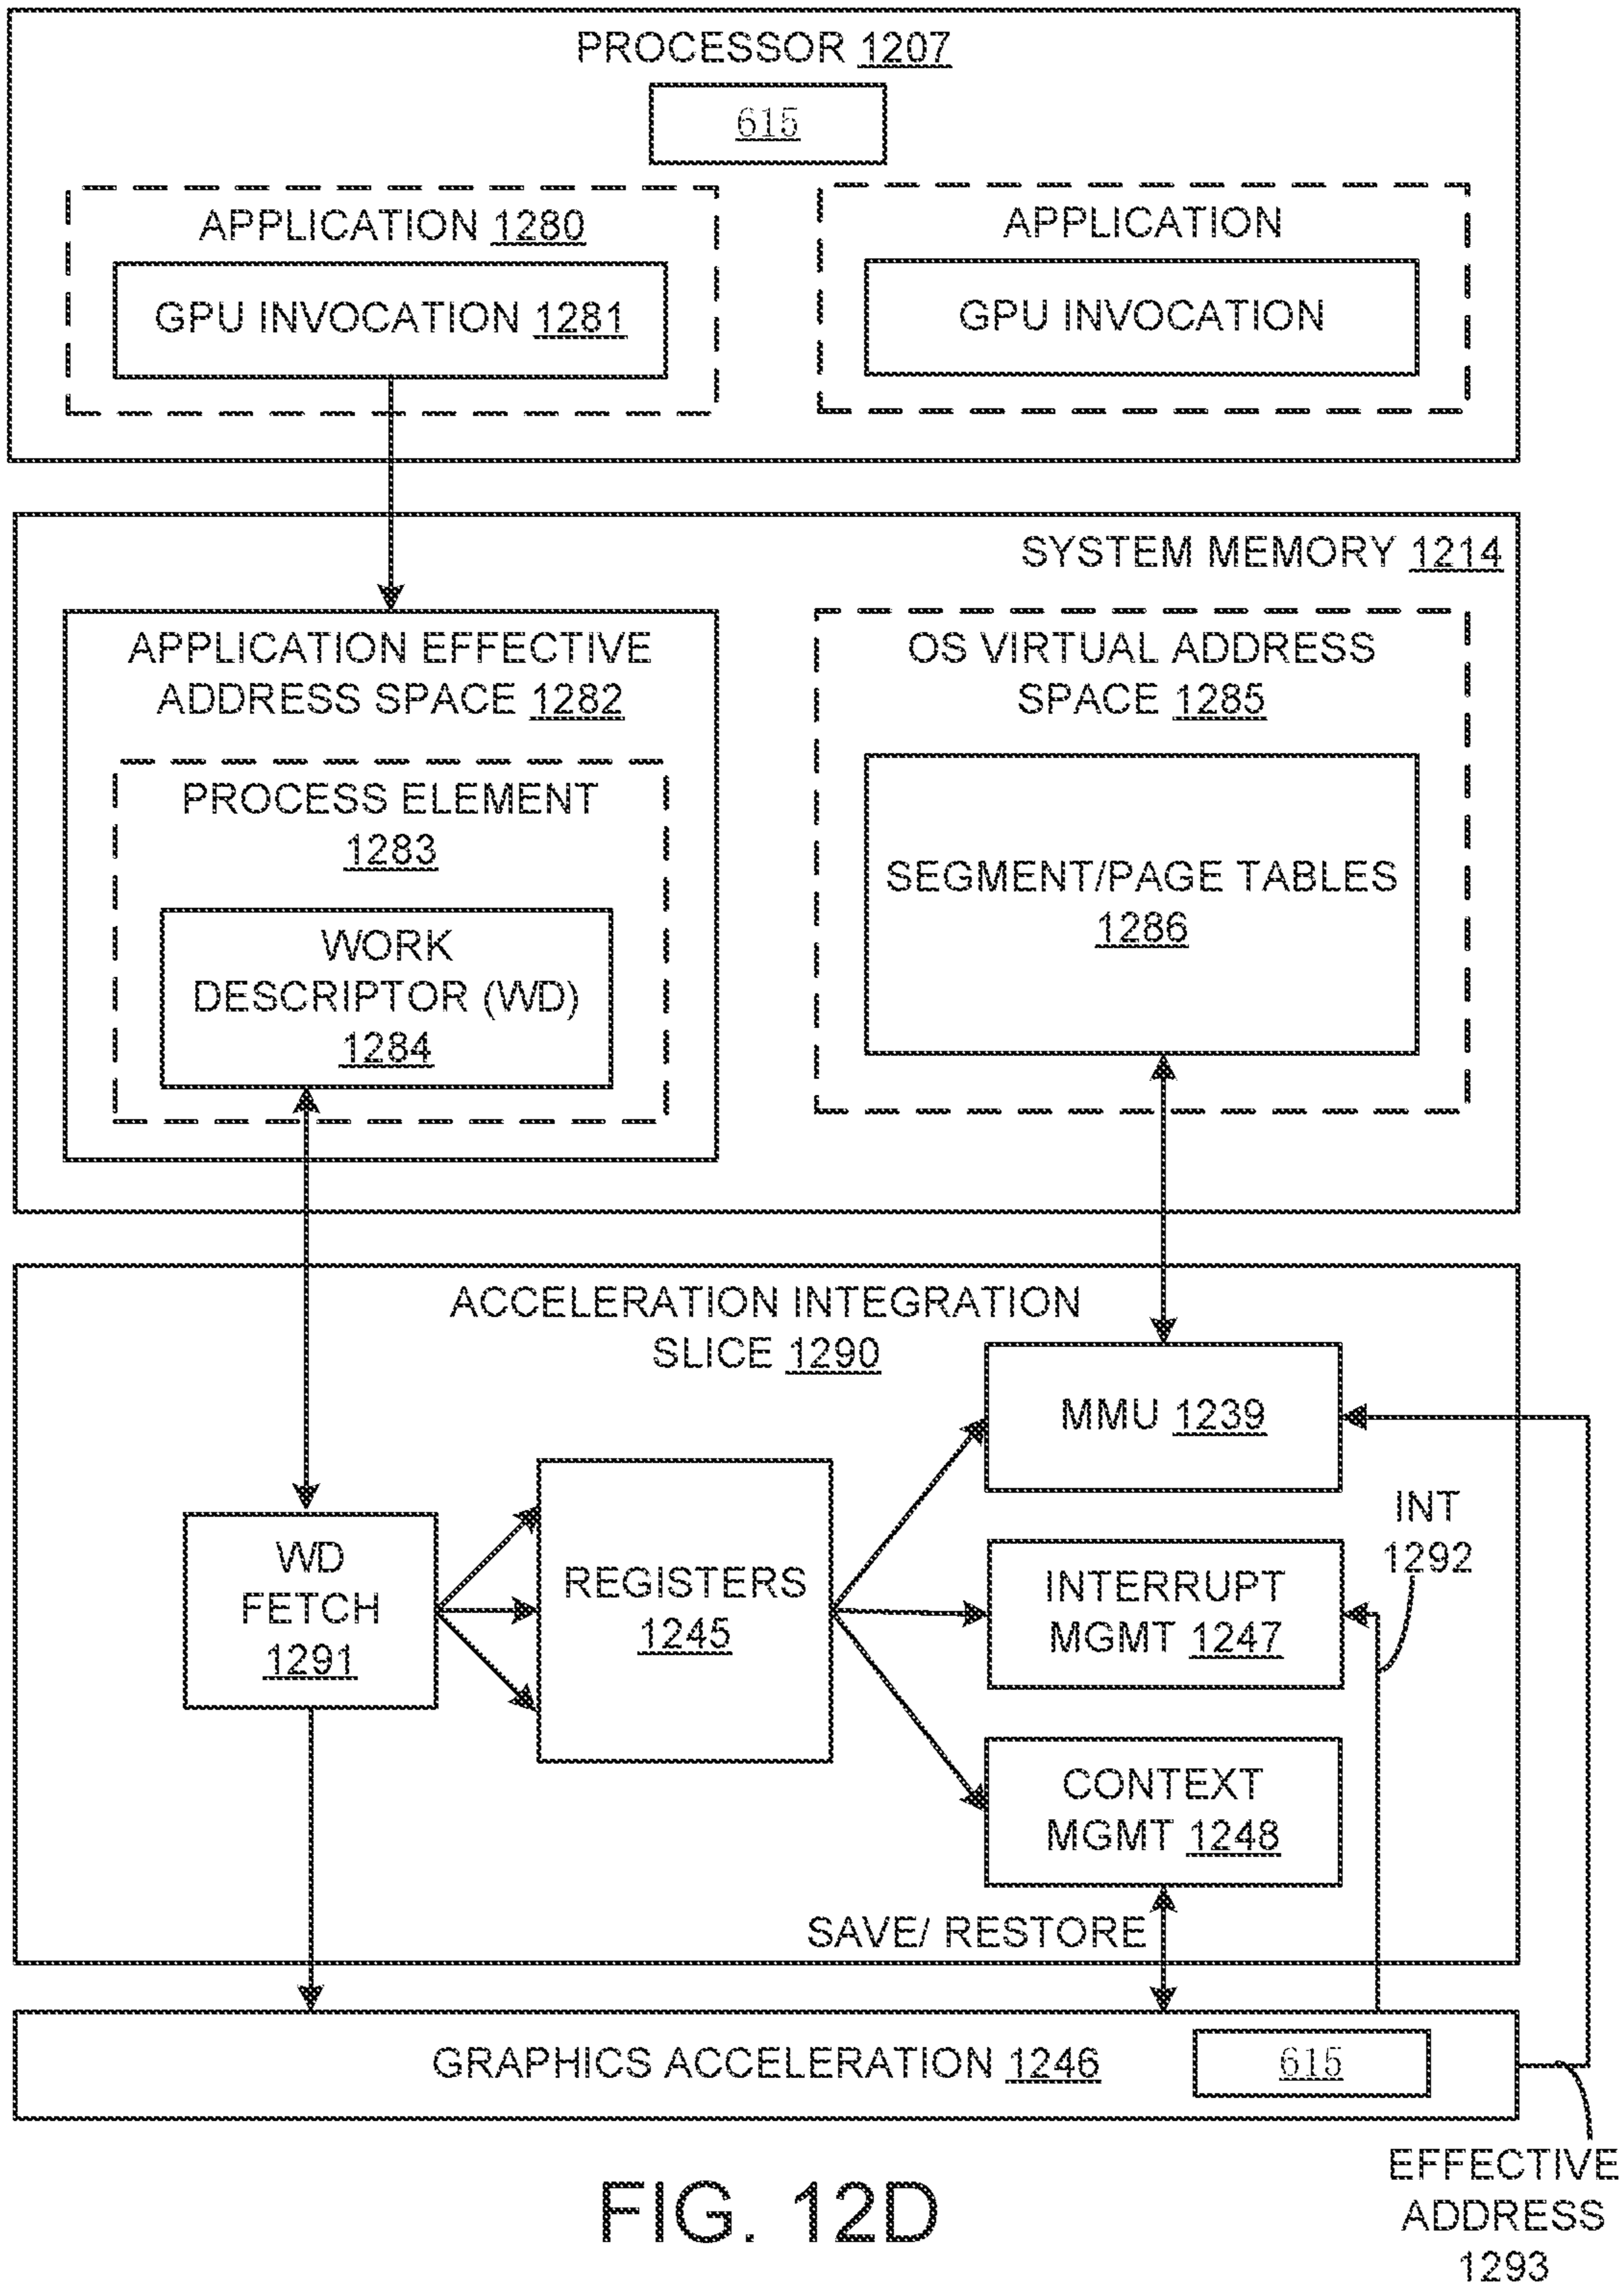 PROCESSOR 1207
615
APPLICATION 1280
GPU INVOCATION 1281
APPLICATION
GPU INVOCATION
SYSTEM MEMORY 1214
APPLICATION EFFECTIVE
ADDRESS SPACE 1282
PROCESS ELEMENT
1283
WORK
DESCRIPTOR (WD)
1284
OS VIRTUAL ADDRESS
SPACE 1285
SEGMENT/PAGE TABLES
1286
ACCELERATION INTEGRATION
SLICE 1290
MMU 1239
WD
FETCH
1291
REGISTERS
1245
INTERRUPT
MGMT 1247
INT
1292
CONTEXT
MGMT 1248
SAVE/ RESTORE
GRAPHICS ACCELERATION 1246
615
EFFECTIVE
ADDRESS
1293
FIG. 12D